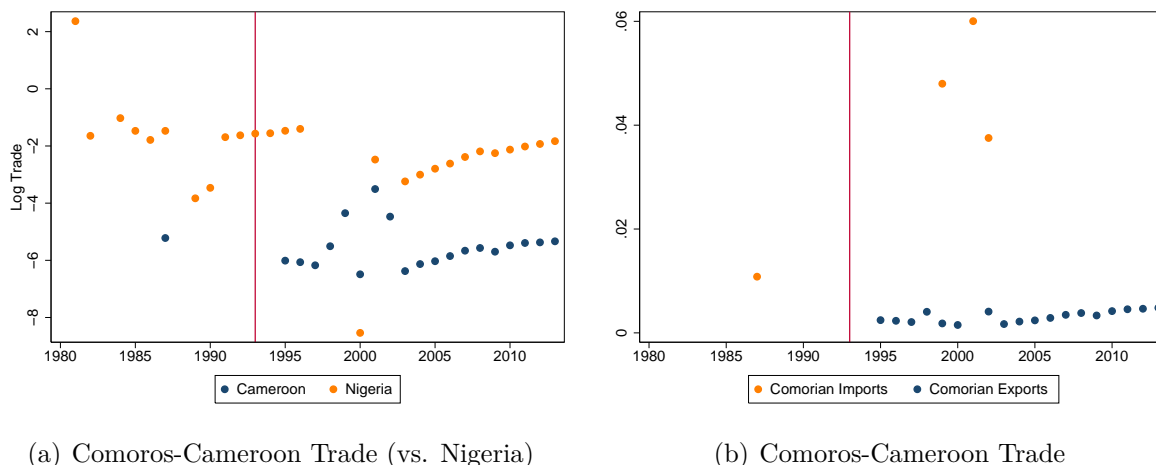 2
0
-2
-4
-6
-8
Log Trade
1980 1985 1990 1995 2000 2005 2010
Cameroon Nigeria
(a) Comoros-Cameroon Trade (vs. Nigeria)
.06
.04
.02
0
1980 1985 1990 1995 2000 2005 2010
Comorian Imports Comorian Exports
(b) Comoros-Cameroon Trade